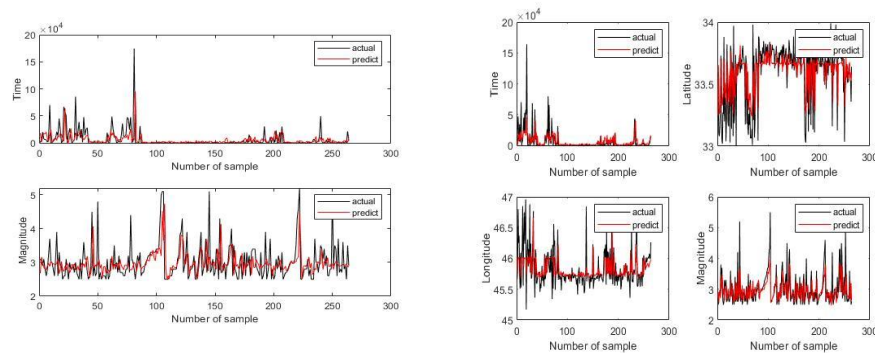 ×10⁴
20
15
10
5
0
Time
actual
predict
0 50 100 150 200 250 300
Number of sample
5
4
3
2
Magnitude
actual
predict
0 50 100 150 200 250 300
Number of sample
×10⁴
20
15
10
5
0
Time
actual
predict
0 100 200 300
Number of sample
34
33.5
33
Latitude
actual
predict
0 100 200 300
Number of sample
47
46.5
46
45.5
45
Longitude
actual
predict
0 100 200 300
Number of sample
6
5
4
3
2
Magnitude
actual
predict
0 100 200 300
Number of sample